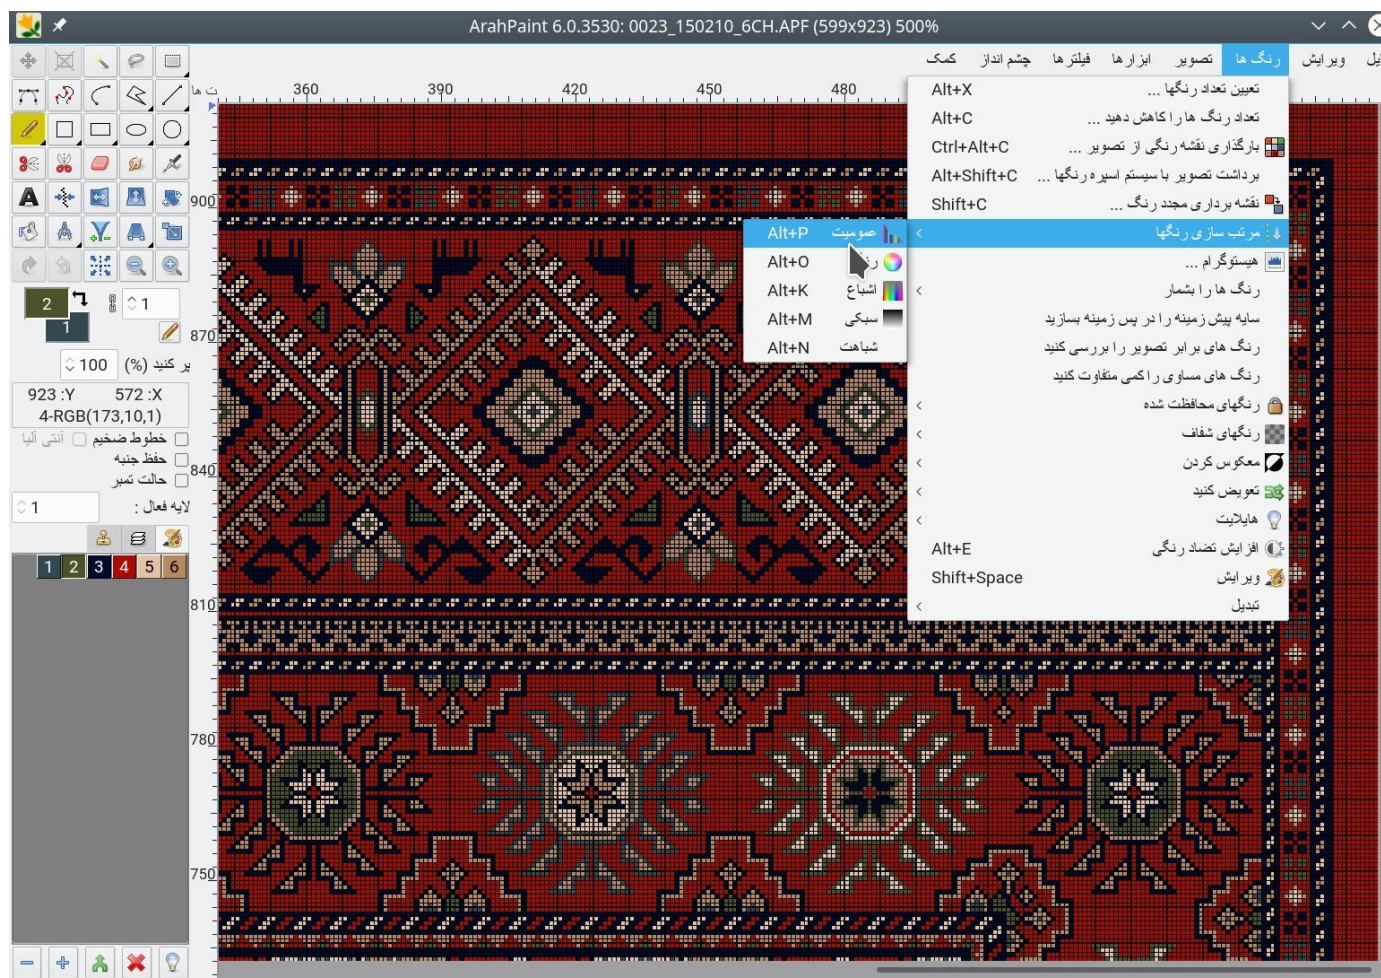 ArahPaint 6.0.3530: 0023_150210_6CH.APF (599x923) 500%
ویرایش رنگ ها تصویر ابزارها فیلترها چشم انداز کمک
360 390 420 450 480
تعیین تعداد رنگها ... Alt+X
تعداد رنگ ها را کاهش دهید ... Alt+C
بارگذاری نقشه رنگی از تصویر ... Ctrl+Alt+C
برداشت تصویر با سیستم اسپره رنگها ... Alt+Shift+C
نقشه برداری مجدد رنگ ... Shift+C
مرتب سازی رنگها
هیستوگرام ...
رنگ ها را بشمار
سایه پیش زمینه را در پس زمینه بسازید
رنگ های برابر تصویر را بررسی کنید
رنگ های مساوی را کمی متفاوت کنید
رنگهای محافظت شده
رنگهای شفاف
معکوس کردن
تعویض کنید
هایلایت
افزایش تضاد رنگی Alt+E
ویرایش Shift+Space
تبدیل
عمومیت Alt+P
Alt+O
اشباع Alt+K
سبکی Alt+M
شباهت Alt+N
900
870
840
810
780
750
2
1
1
پر کنید (%) 100
X: 572 Y: 923
4-RGB(173,10,1)
خطوط ضخیم آنتی آلیا
حفظ جنبه
حالت تمبر
لایه فعال : 1
1 2 3 4 5 6